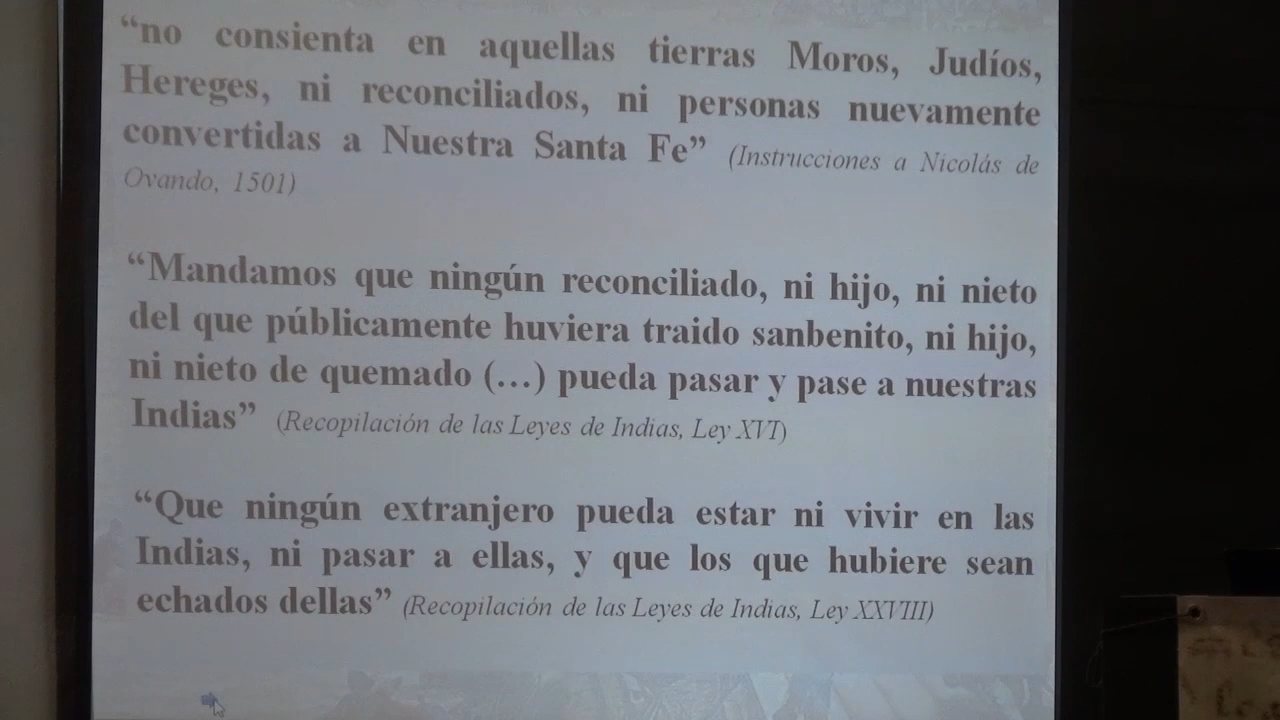 “no consienta en aquellas tierras Moros, Judíos,
Hereges, ni reconciliados, ni personas nuevamente
convertidas a Nuestra Santa Fe” (Instrucciones a Nicolás de
Ovando, 1501)
“Mandamos que ningún reconciliado, ni hijo, ni nieto
del que públicamente huviera traido sanbenito, ni hijo,
ni nieto de quemado (…) pueda pasar y pase a nuestras
Indias” (Recopilación de las Leyes de Indias, Ley XVI)
“Que ningún extranjero pueda estar ni vivir en las
Indias, ni pasar a ellas, y que los que hubiere sean
echados dellas” (Recopilación de las Leyes de Indias, Ley XXVIII)